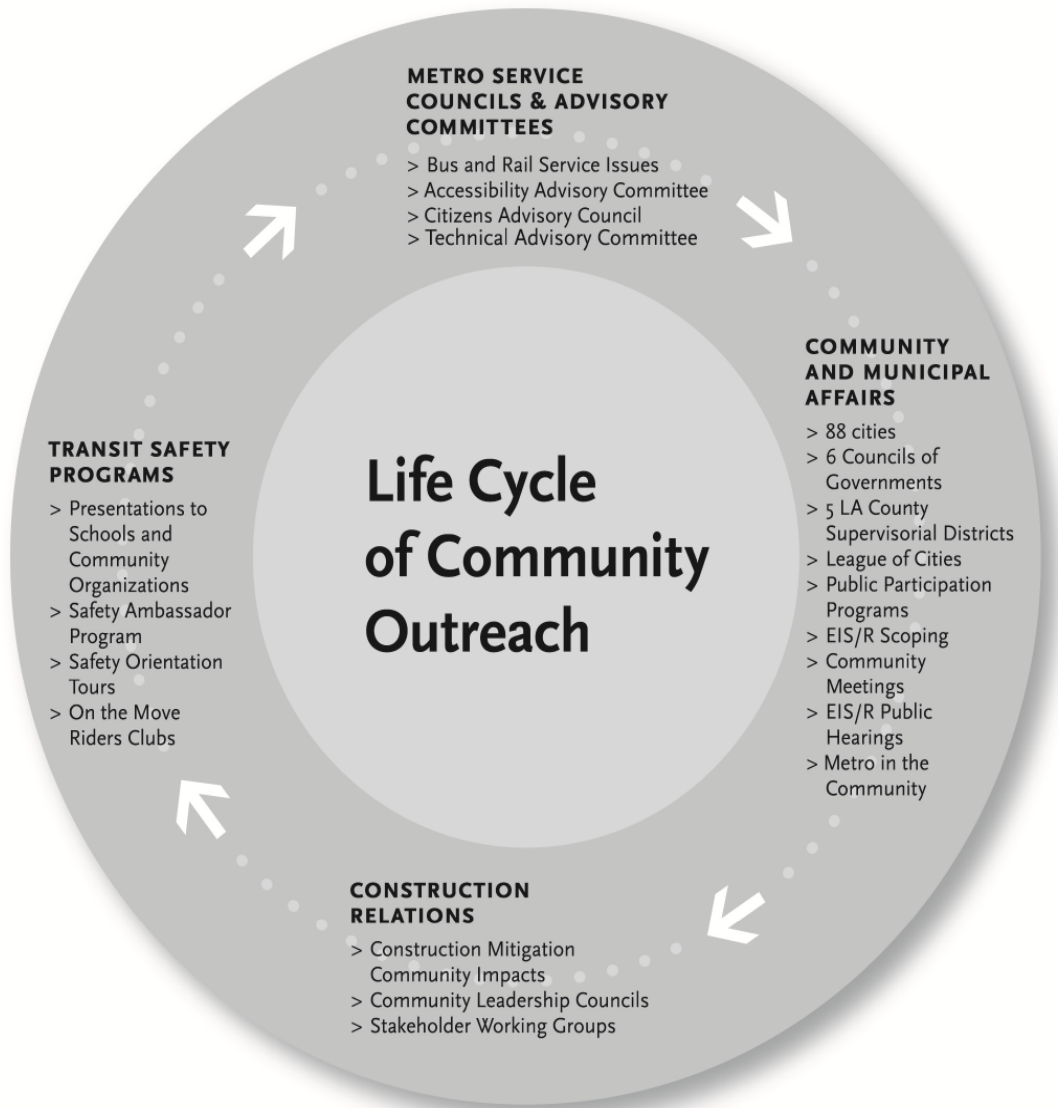 METRO SERVICE
COUNCILS & ADVISORY
COMMITTEES
> Bus and Rail Service Issues
> Accessibility Advisory Committee
> Citizens Advisory Council
> Technical Advisory Committee
COMMUNITY
AND MUNICIPAL
AFFAIRS
> 88 cities
> 6 Councils of
Governments
> 5 LA County
Supervisorial Districts
> League of Cities
> Public Participation
Programs
> EIS/R Scoping
> Community
Meetings
> EIS/R Public
Hearings
> Metro in the
Community
CONSTRUCTION
RELATIONS
> Construction Mitigation
Community Impacts
> Community Leadership Councils
> Stakeholder Working Groups
TRANSIT SAFETY
PROGRAMS
> Presentations to
Schools and
Community
Organizations
> Safety Ambassador
Program
> Safety Orientation
Tours
> On the Move
Riders Clubs
Life Cycle
of Community
Outreach